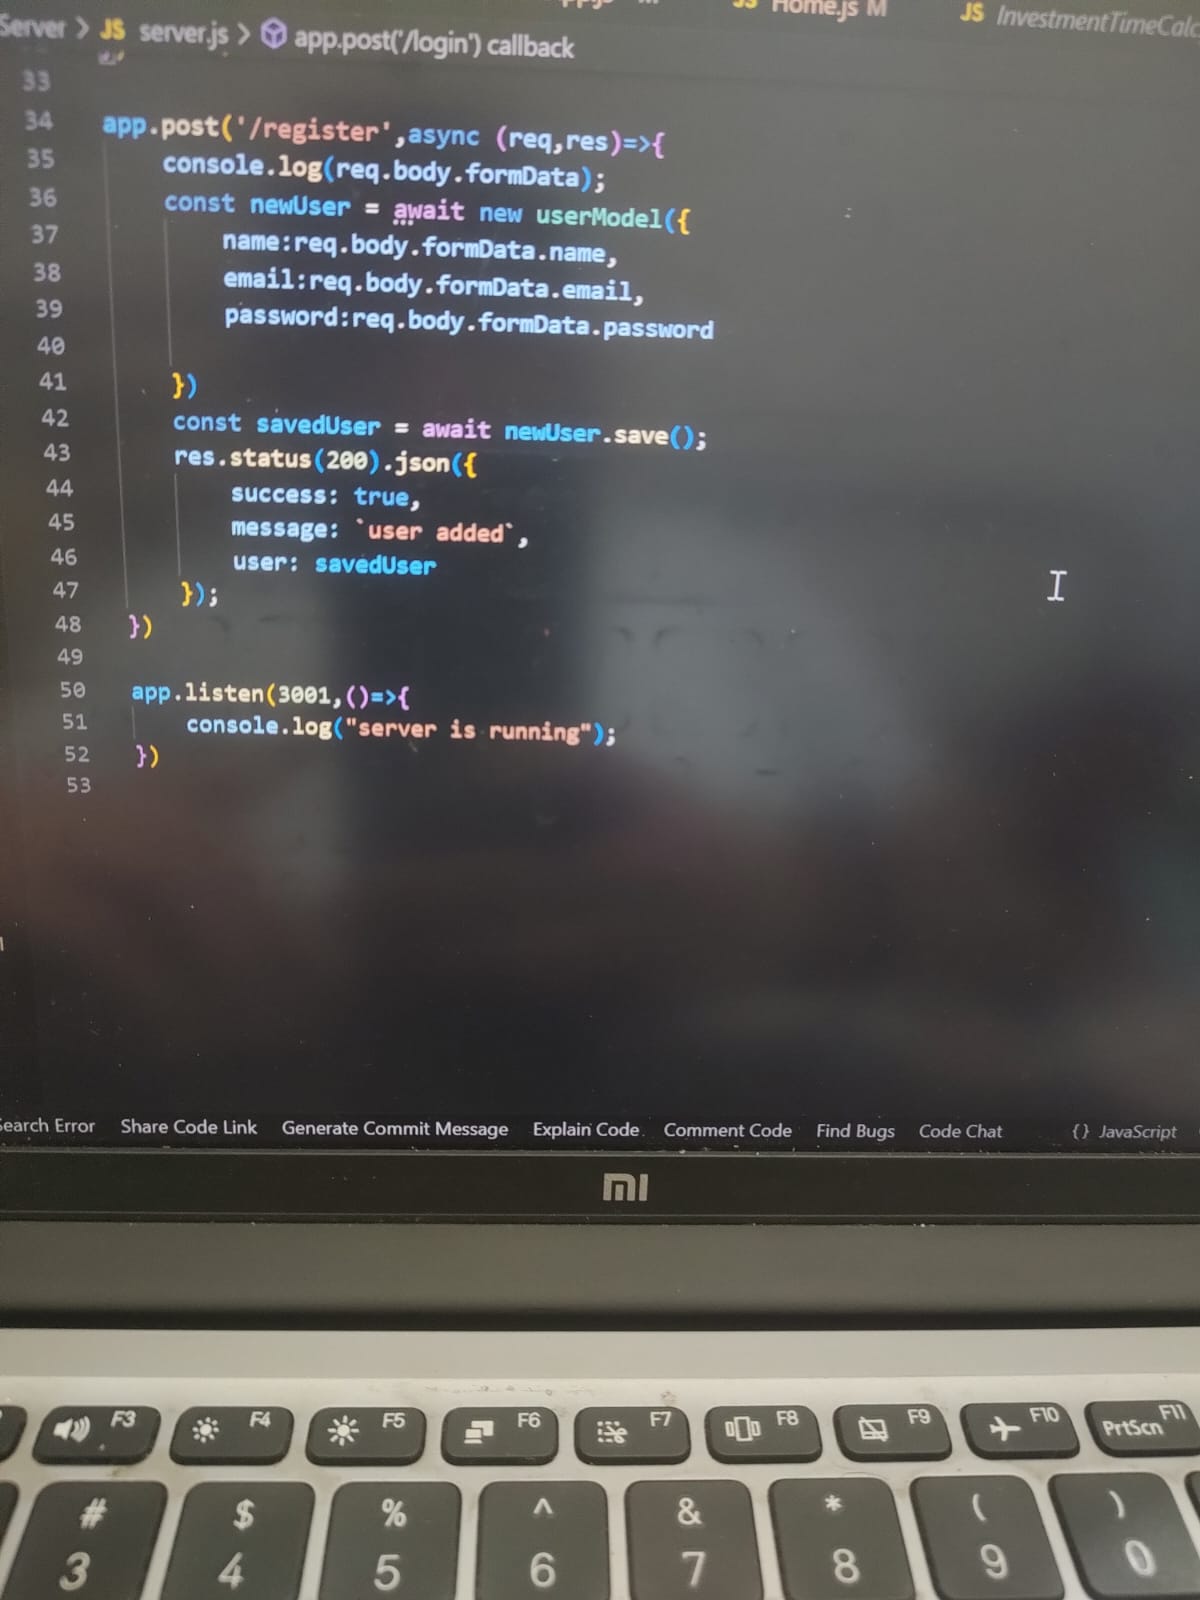 Home.js M
JS InvestmentTimeCalc
Server > JS server.js > app.post('/login') callback
33
34 app.post('/register',async (req,res)=>{
35 console.log(req.body.formData);
36 const newUser = await new userModel({
37 name:req.body.formData.name,
38 email:req.body.formData.email,
39 password:req.body.formData.password
40
41 })
42 const savedUser = await newUser.save();
43 res.status(200).json({
44 success: true,
45 message: `user added`,
46 user: savedUser
47 });
48 })
49
50 app.listen(3001,()=>{
51 console.log("server is running");
52 })
53
Search Error Share Code Link Generate Commit Message Explain Code Comment Code Find Bugs Code Chat {} JavaScript
mi
F3 F4 F5 F6 F7 F8 F9 F10 PrtScn F11
# $ % ^ & * ( )
3 4 5 6 7 8 9 0